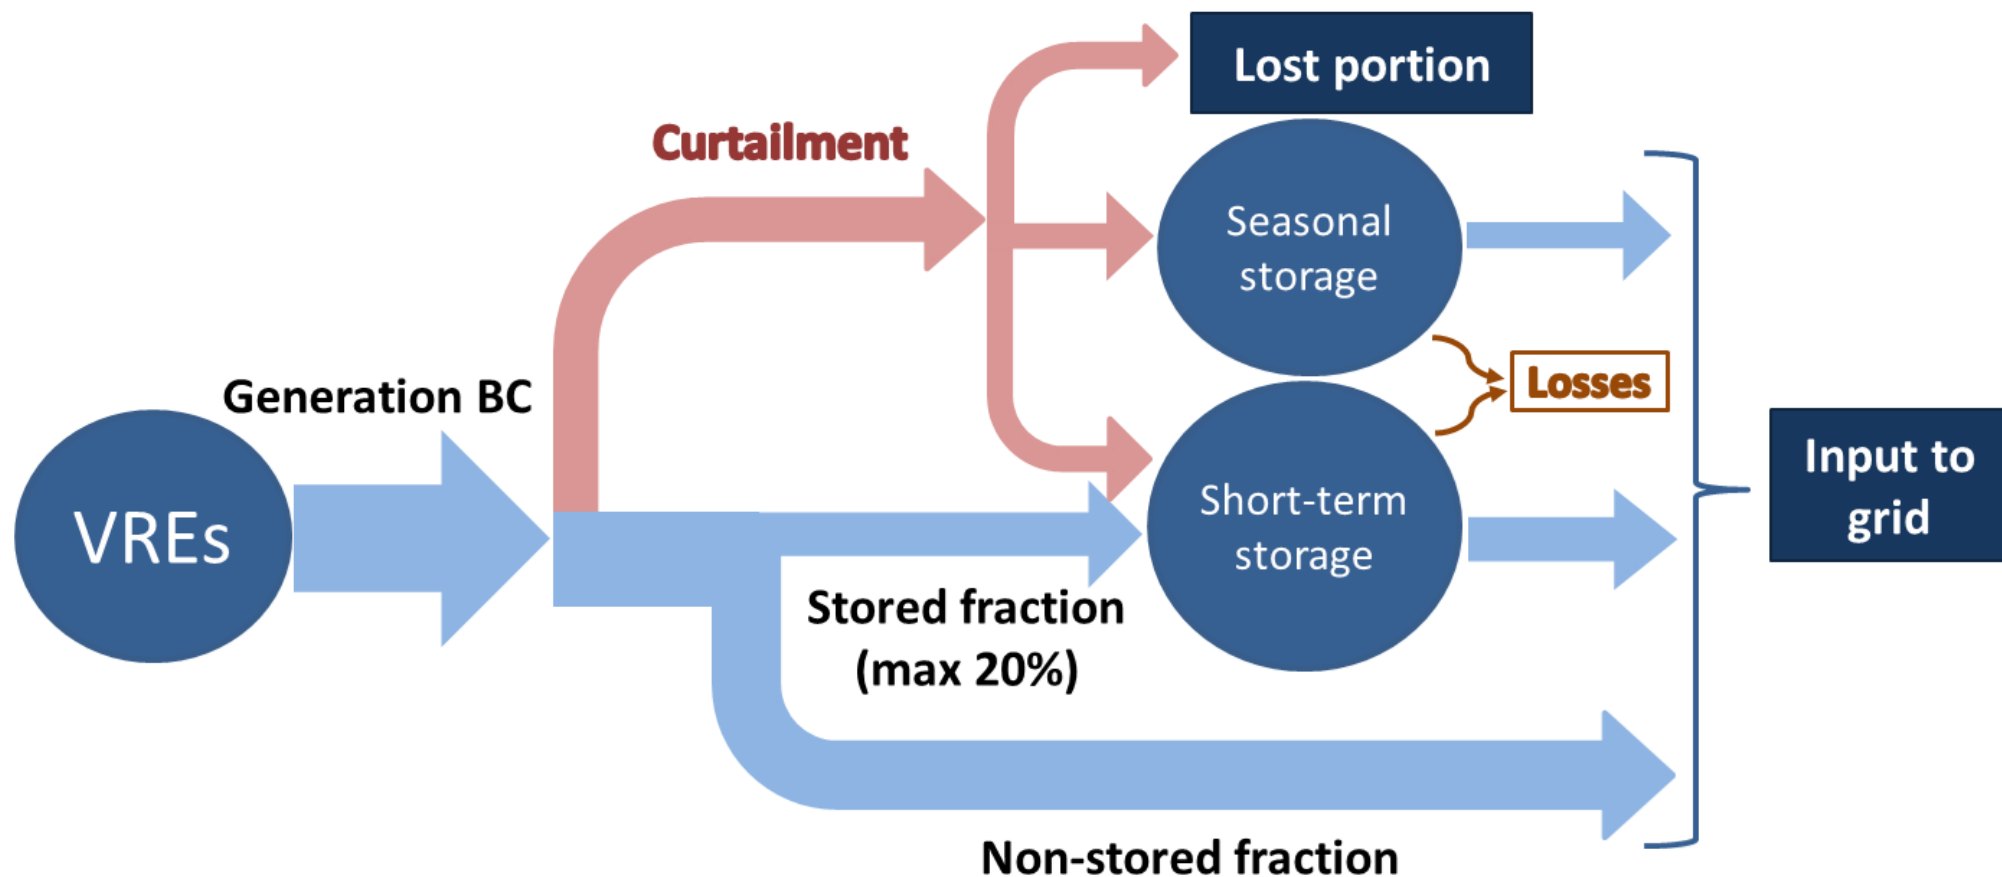 Lost portion
Curtailment
Seasonal
storage
Generation BC
Losses
VREs
Short-term
storage
Input to
grid
Stored fraction
(max 20%)
Non-stored fraction